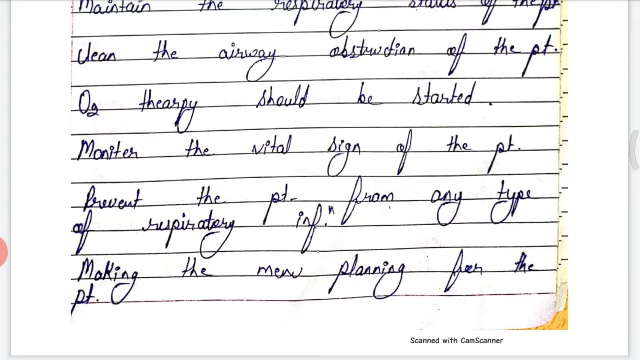 Maintain the respiratory status of the pt.
Clean the airway obstruction of the pt.
O2 thearpy should be started.
Moniter the vital sign of the pt.
Prevent the pt- from any type
of respiratory inf.n
Making the menu planning for the
pt.
Scanned with CamScanner